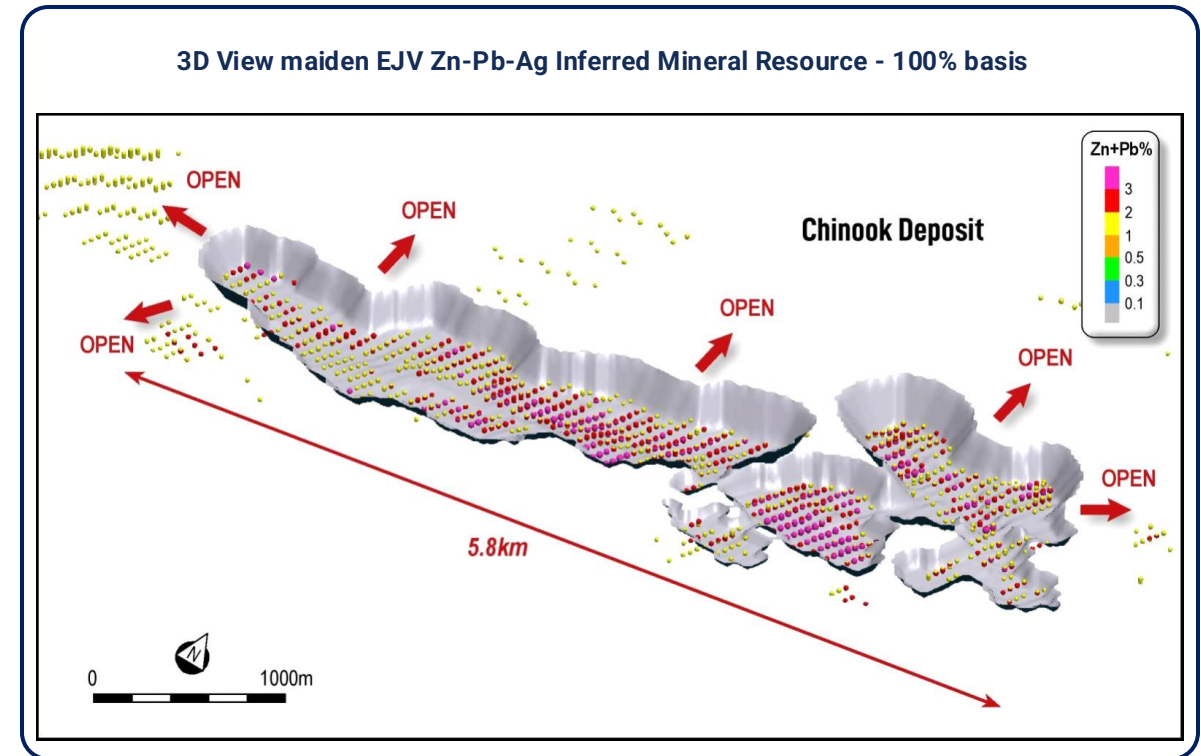 3D View maiden EJV Zn-Pb-Ag Inferred Mineral Resource - 100% basis
Zn+Pb%
3
2
1
0.5
0.3
0.1
OPEN
OPEN
Chinook Deposit
OPEN
OPEN
OPEN
OPEN
5.8km
N
0
1000m